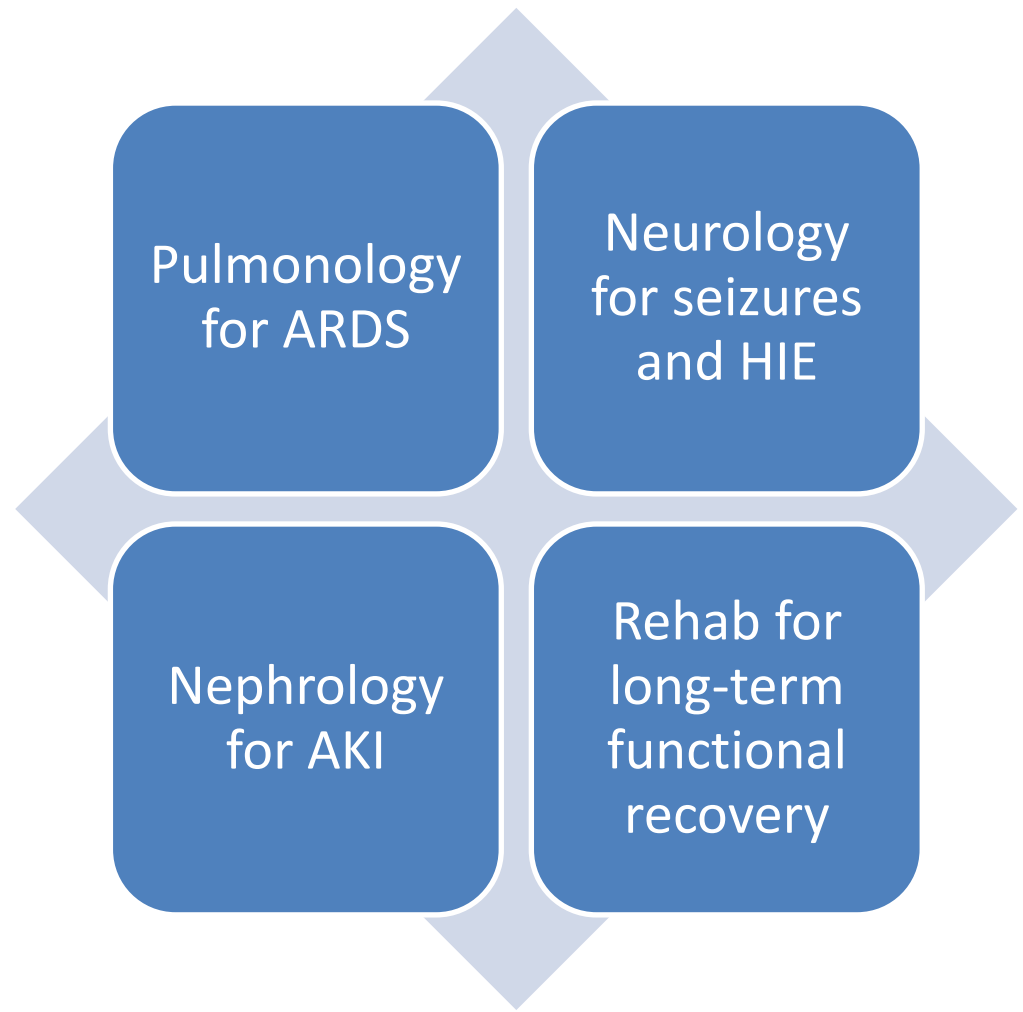 Pulmonology
for ARDS
Neurology
for seizures
and HIE
Nephrology
for AKI
Rehab for
long-term
functional
recovery